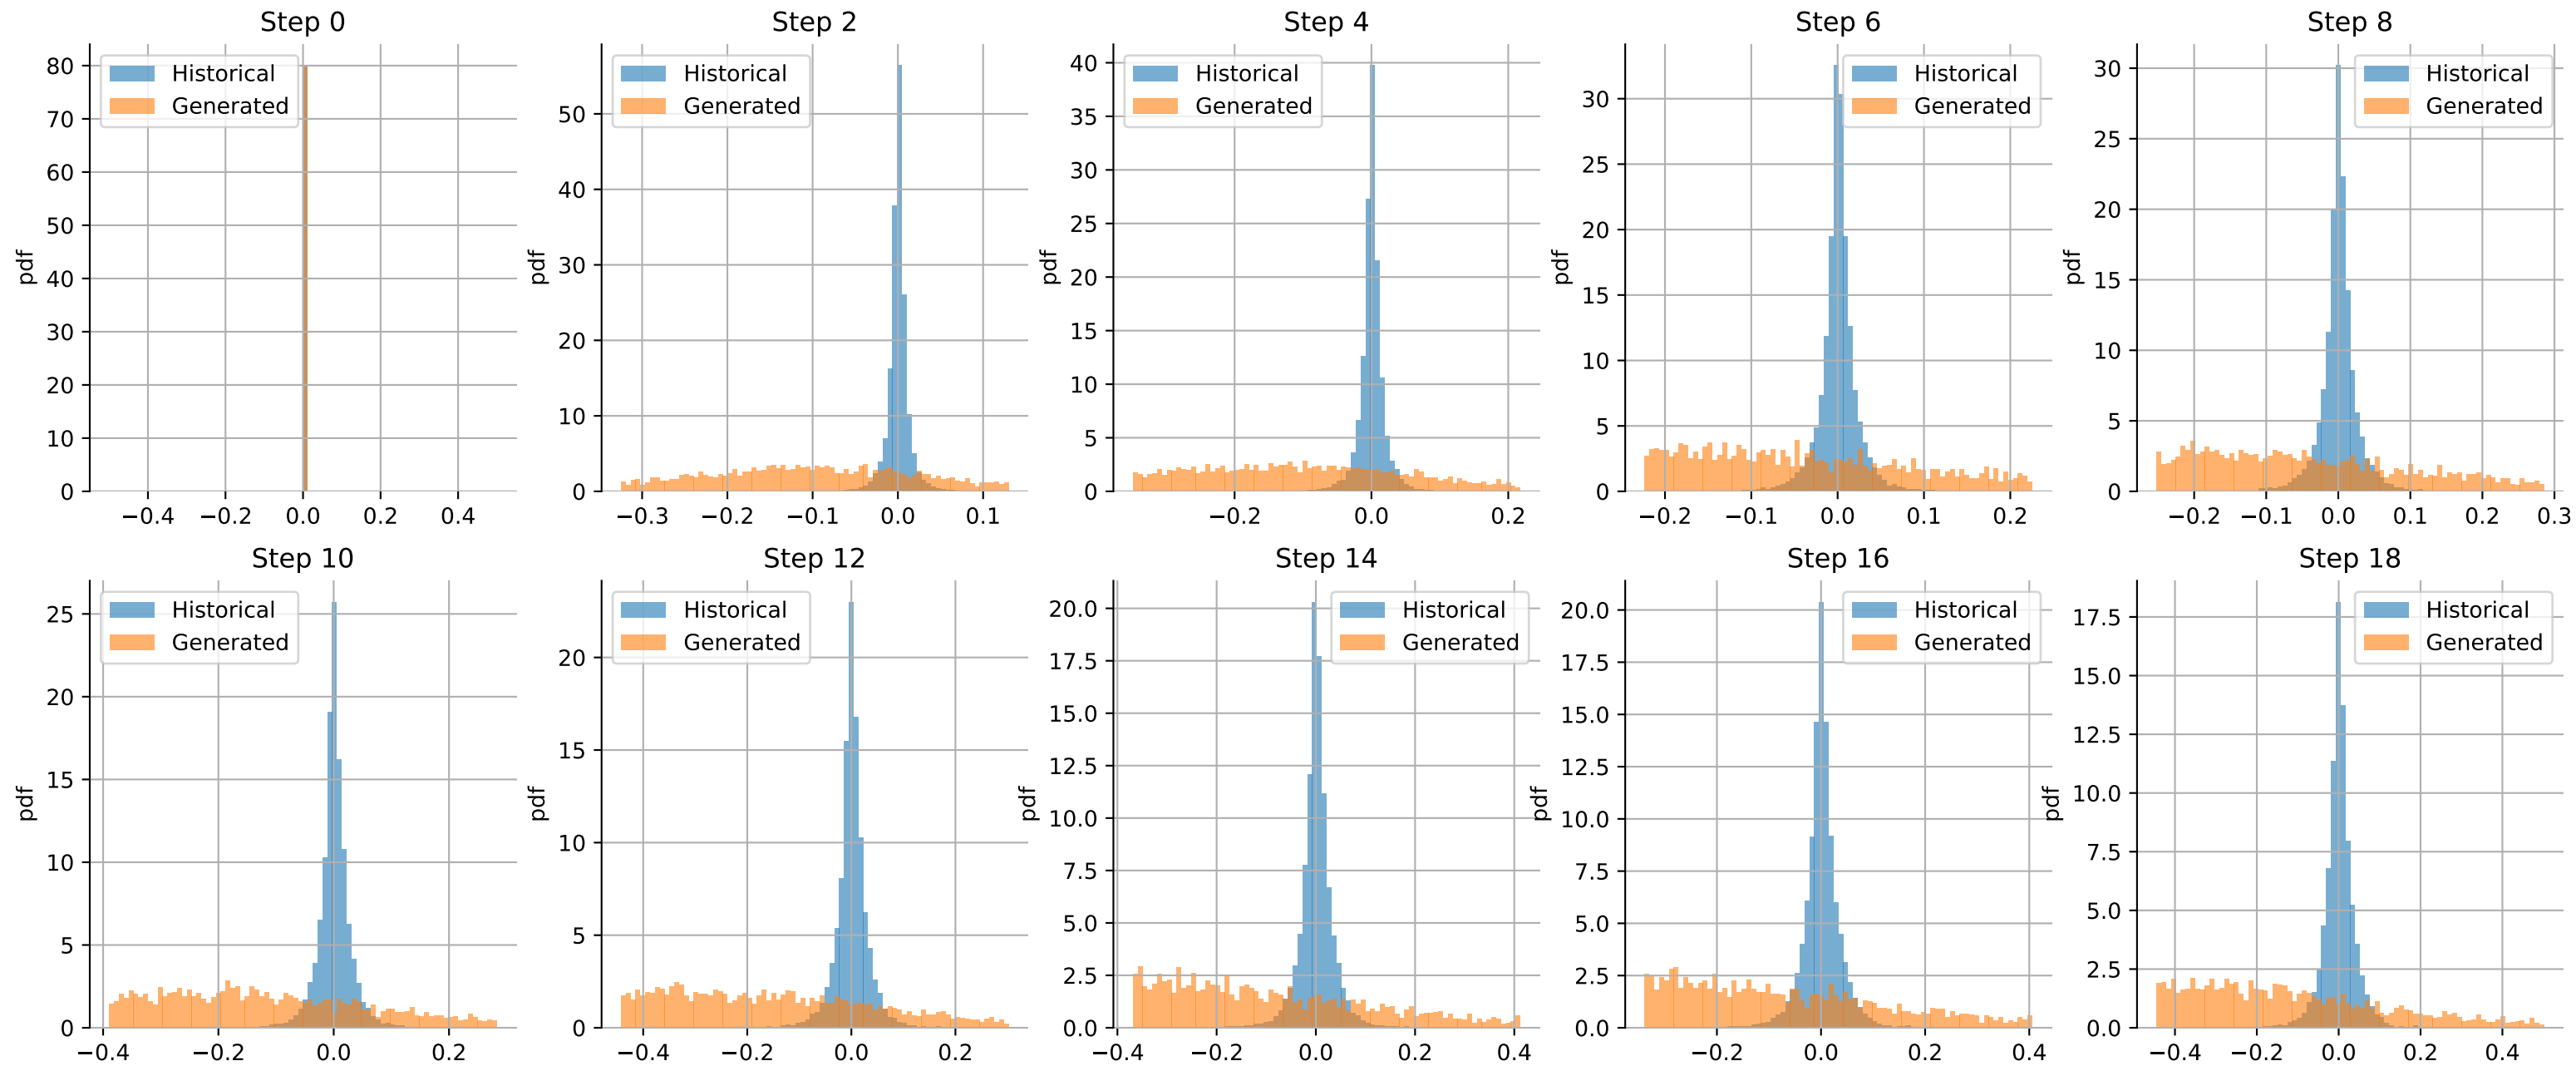 Step 0
Historical
Generated
pdf
80
70
60
50
40
30
20
10
0
−0.4 −0.2 0.0 0.2 0.4
Step 2
Historical
Generated
pdf
50
40
30
20
10
0
−0.3 −0.2 −0.1 0.0 0.1
Step 4
Historical
Generated
pdf
40
35
30
25
20
15
10
5
0
−0.2 0.0 0.2
Step 6
Historical
Generated
pdf
30
25
20
15
10
5
0
−0.2 −0.1 0.0 0.1 0.2
Step 8
Historical
Generated
pdf
30
25
20
15
10
5
0
−0.2 −0.1 0.0 0.1 0.2 0.3
Step 10
Historical
Generated
pdf
25
20
15
10
5
0
−0.4 −0.2 0.0 0.2
Step 12
Historical
Generated
pdf
20
15
10
5
0
−0.4 −0.2 0.0 0.2
Step 14
Historical
Generated
pdf
20.0
17.5
15.0
12.5
10.0
7.5
5.0
2.5
0.0
−0.4 −0.2 0.0 0.2 0.4
Step 16
Historical
Generated
pdf
20.0
17.5
15.0
12.5
10.0
7.5
5.0
2.5
0.0
−0.2 0.0 0.2 0.4
Step 18
Historical
Generated
pdf
17.5
15.0
12.5
10.0
7.5
5.0
2.5
0.0
−0.4 −0.2 0.0 0.2 0.4